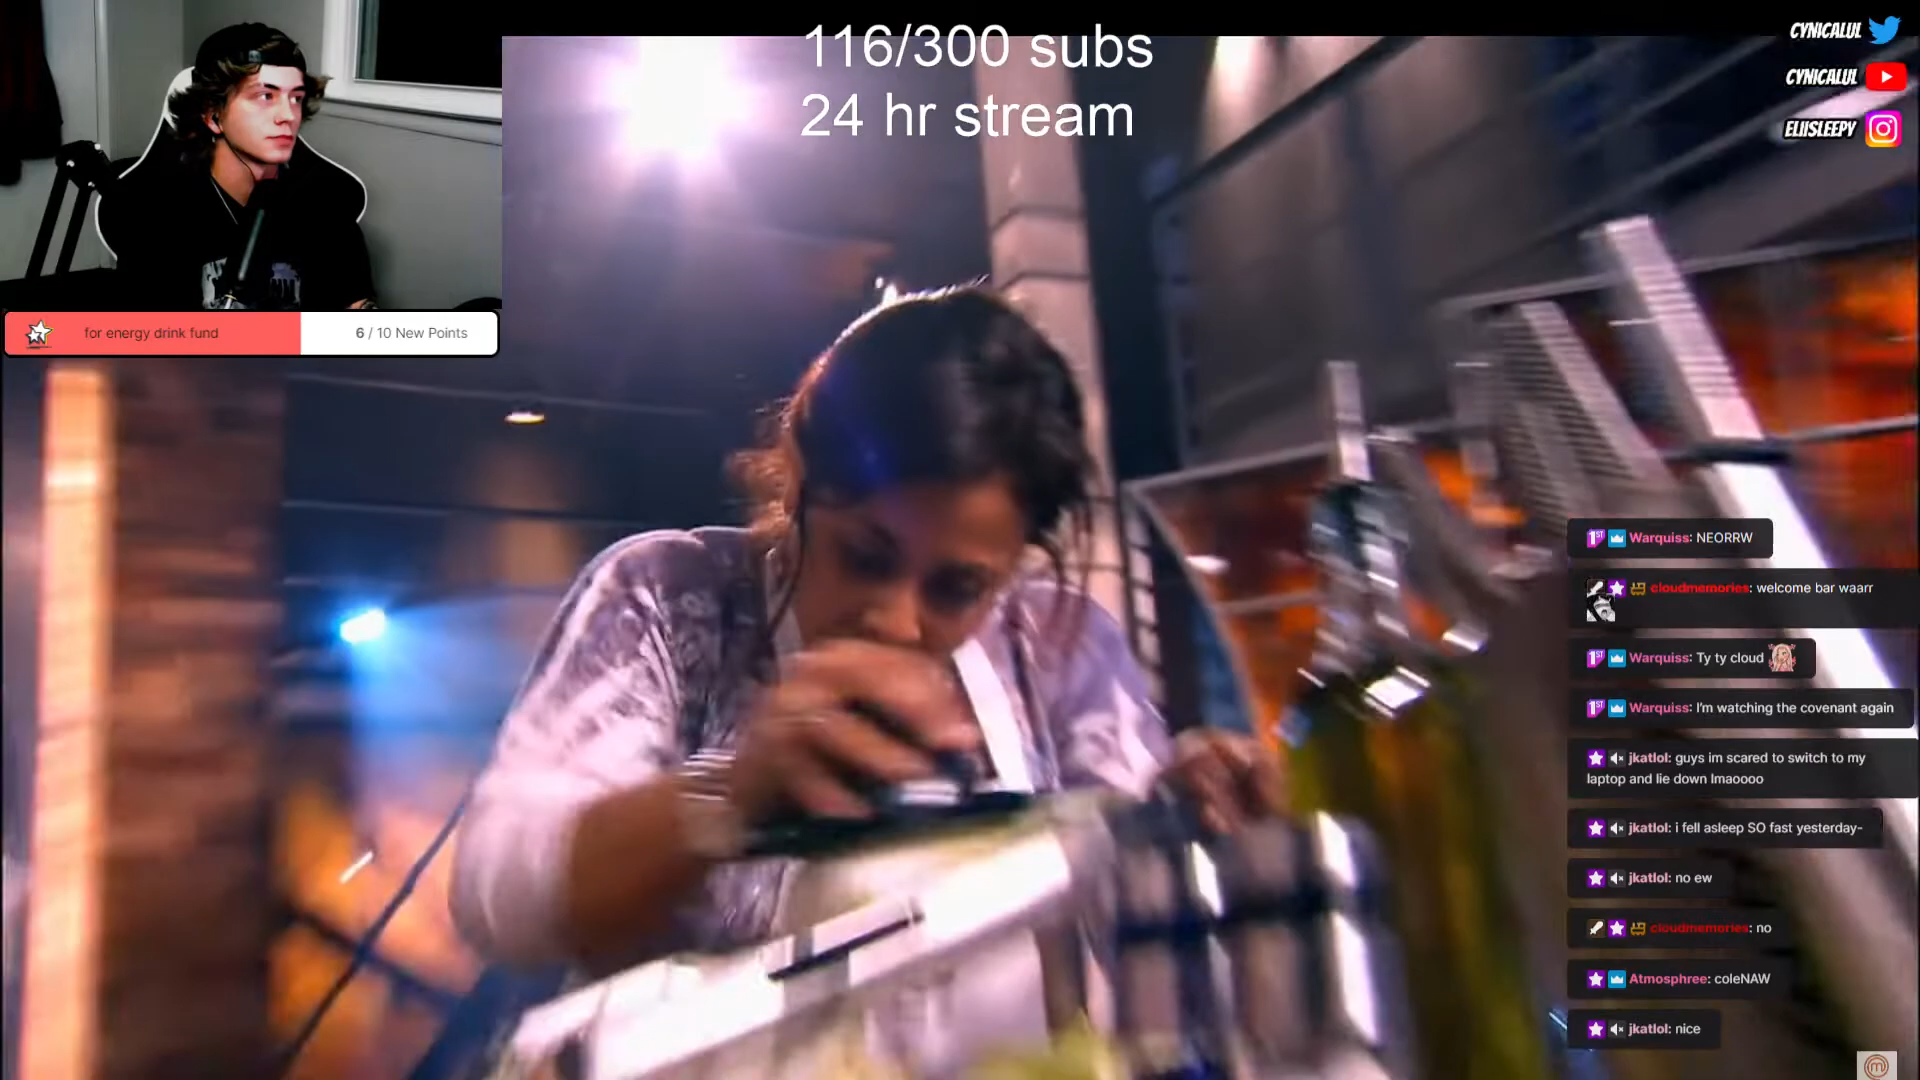 116/300 subs
24 hr stream
CYNICALUL
CYNICALUL
ELIISLEEPY
for energy drink fund
6 / 10 New Points
Warquiss: NEORRW
cloudmemories: welcome bar waarr
Warquiss: Ty ty cloud
Warquiss: I'm watching the covenant again
jkatlol: guys im scared to switch to my
laptop and lie down lmaoooo
jkatlol: i fell asleep SO fast yesterday-
jkatlol: no ew
cloudmemories: no
Atmosphree: coleNAW
jkatlol: nice